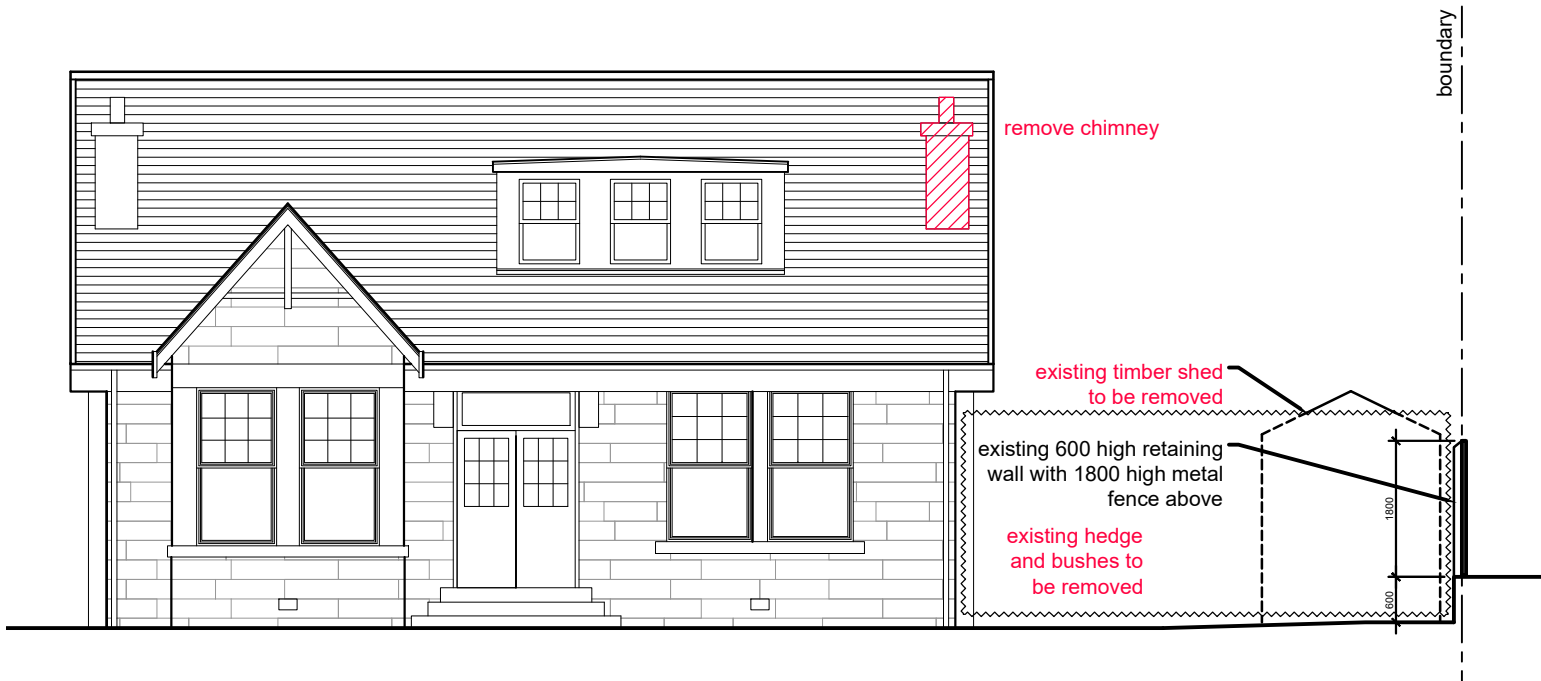 boundary
remove chimney
existing timber shed
to be removed
existing 600 high retaining
wall with 1800 high metal
fence above
1800
existing hedge
and bushes to
be removed
600